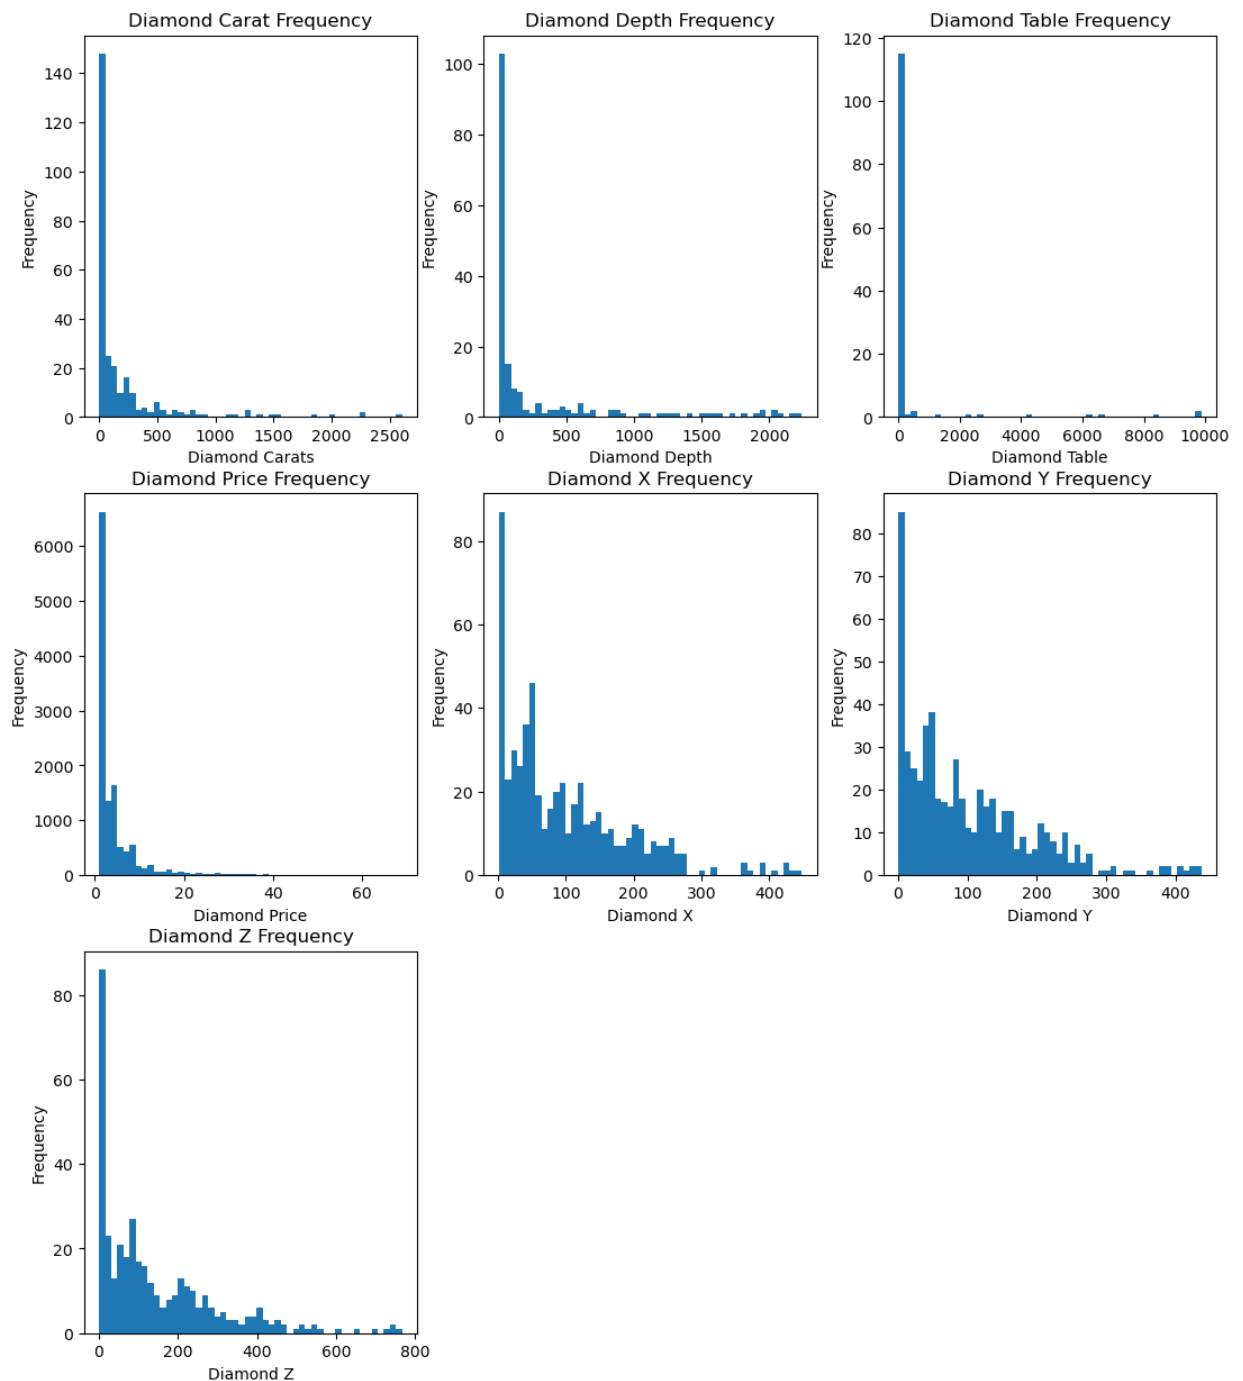 Diamond Carat Frequency
Diamond Depth Frequency
Diamond Table Frequency
Frequency
140
120
100
80
60
40
20
0
0 500 1000 1500 2000 2500
Diamond Carats
Frequency
100
80
60
40
20
0
0 500 1000 1500 2000
Diamond Depth
Frequency
120
100
80
60
40
20
0
0 2000 4000 6000 8000 10000
Diamond Table
Diamond Price Frequency
Diamond X Frequency
Diamond Y Frequency
Frequency
6000
5000
4000
3000
2000
1000
0
0 20 40 60
Diamond Price
Frequency
80
60
40
20
0
0 100 200 300 400
Diamond X
Frequency
80
70
60
50
40
30
20
10
0
0 100 200 300 400
Diamond Y
Diamond Z Frequency
Frequency
80
60
40
20
0
0 200 400 600 800
Diamond Z